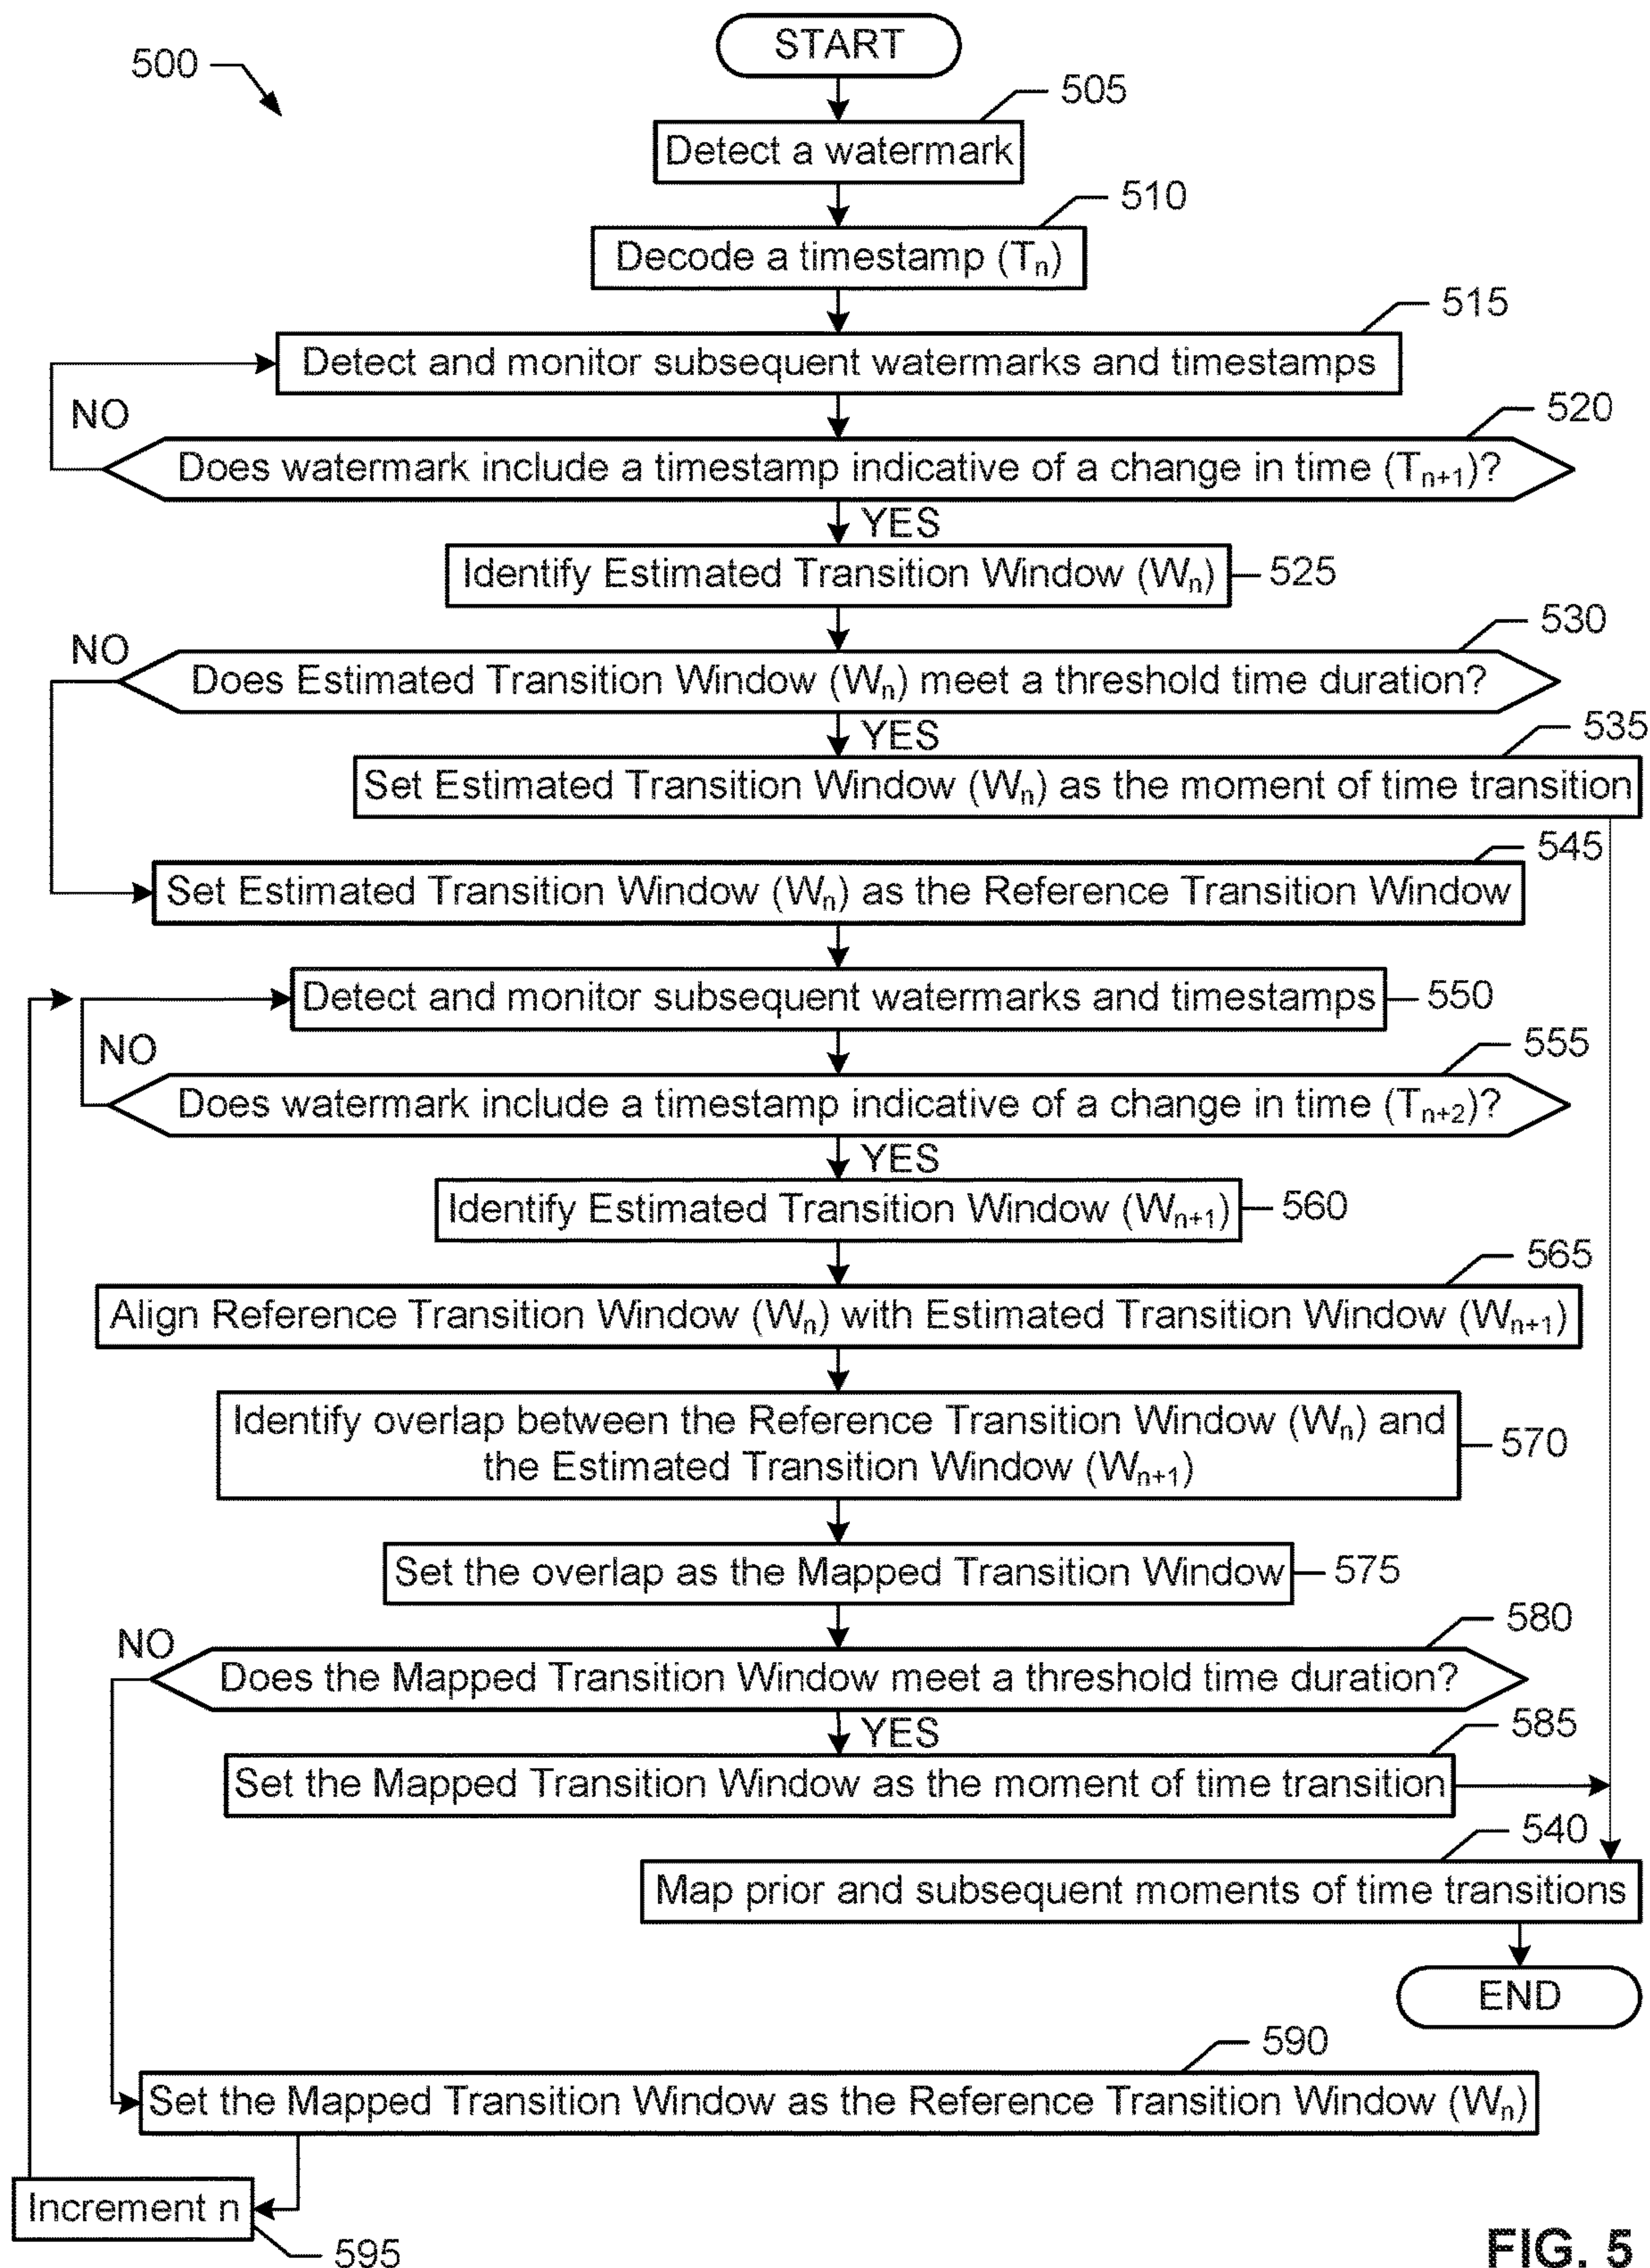 START
500
505
Detect a watermark
510
Decode a timestamp (Tn)
515
Detect and monitor subsequent watermarks and timestamps
NO
520
Does watermark include a timestamp indicative of a change in time (Tn+1)?
YES
Identify Estimated Transition Window (Wn)
525
NO
530
Does Estimated Transition Window (Wn) meet a threshold time duration?
YES
535
Set Estimated Transition Window (Wn) as the moment of time transition
545
Set Estimated Transition Window (Wn) as the Reference Transition Window
Detect and monitor subsequent watermarks and timestamps
550
NO
555
Does watermark include a timestamp indicative of a change in time (Tn+2)?
YES
Identify Estimated Transition Window (Wn+1)
560
565
Align Reference Transition Window (Wn) with Estimated Transition Window (Wn+1)
Identify overlap between the Reference Transition Window (Wn) and
the Estimated Transition Window (Wn+1)
570
Set the overlap as the Mapped Transition Window
575
NO
580
Does the Mapped Transition Window meet a threshold time duration?
YES
585
Set the Mapped Transition Window as the moment of time transition
540
Map prior and subsequent moments of time transitions
END
590
Set the Mapped Transition Window as the Reference Transition Window (Wn)
Increment n
595
FIG. 5